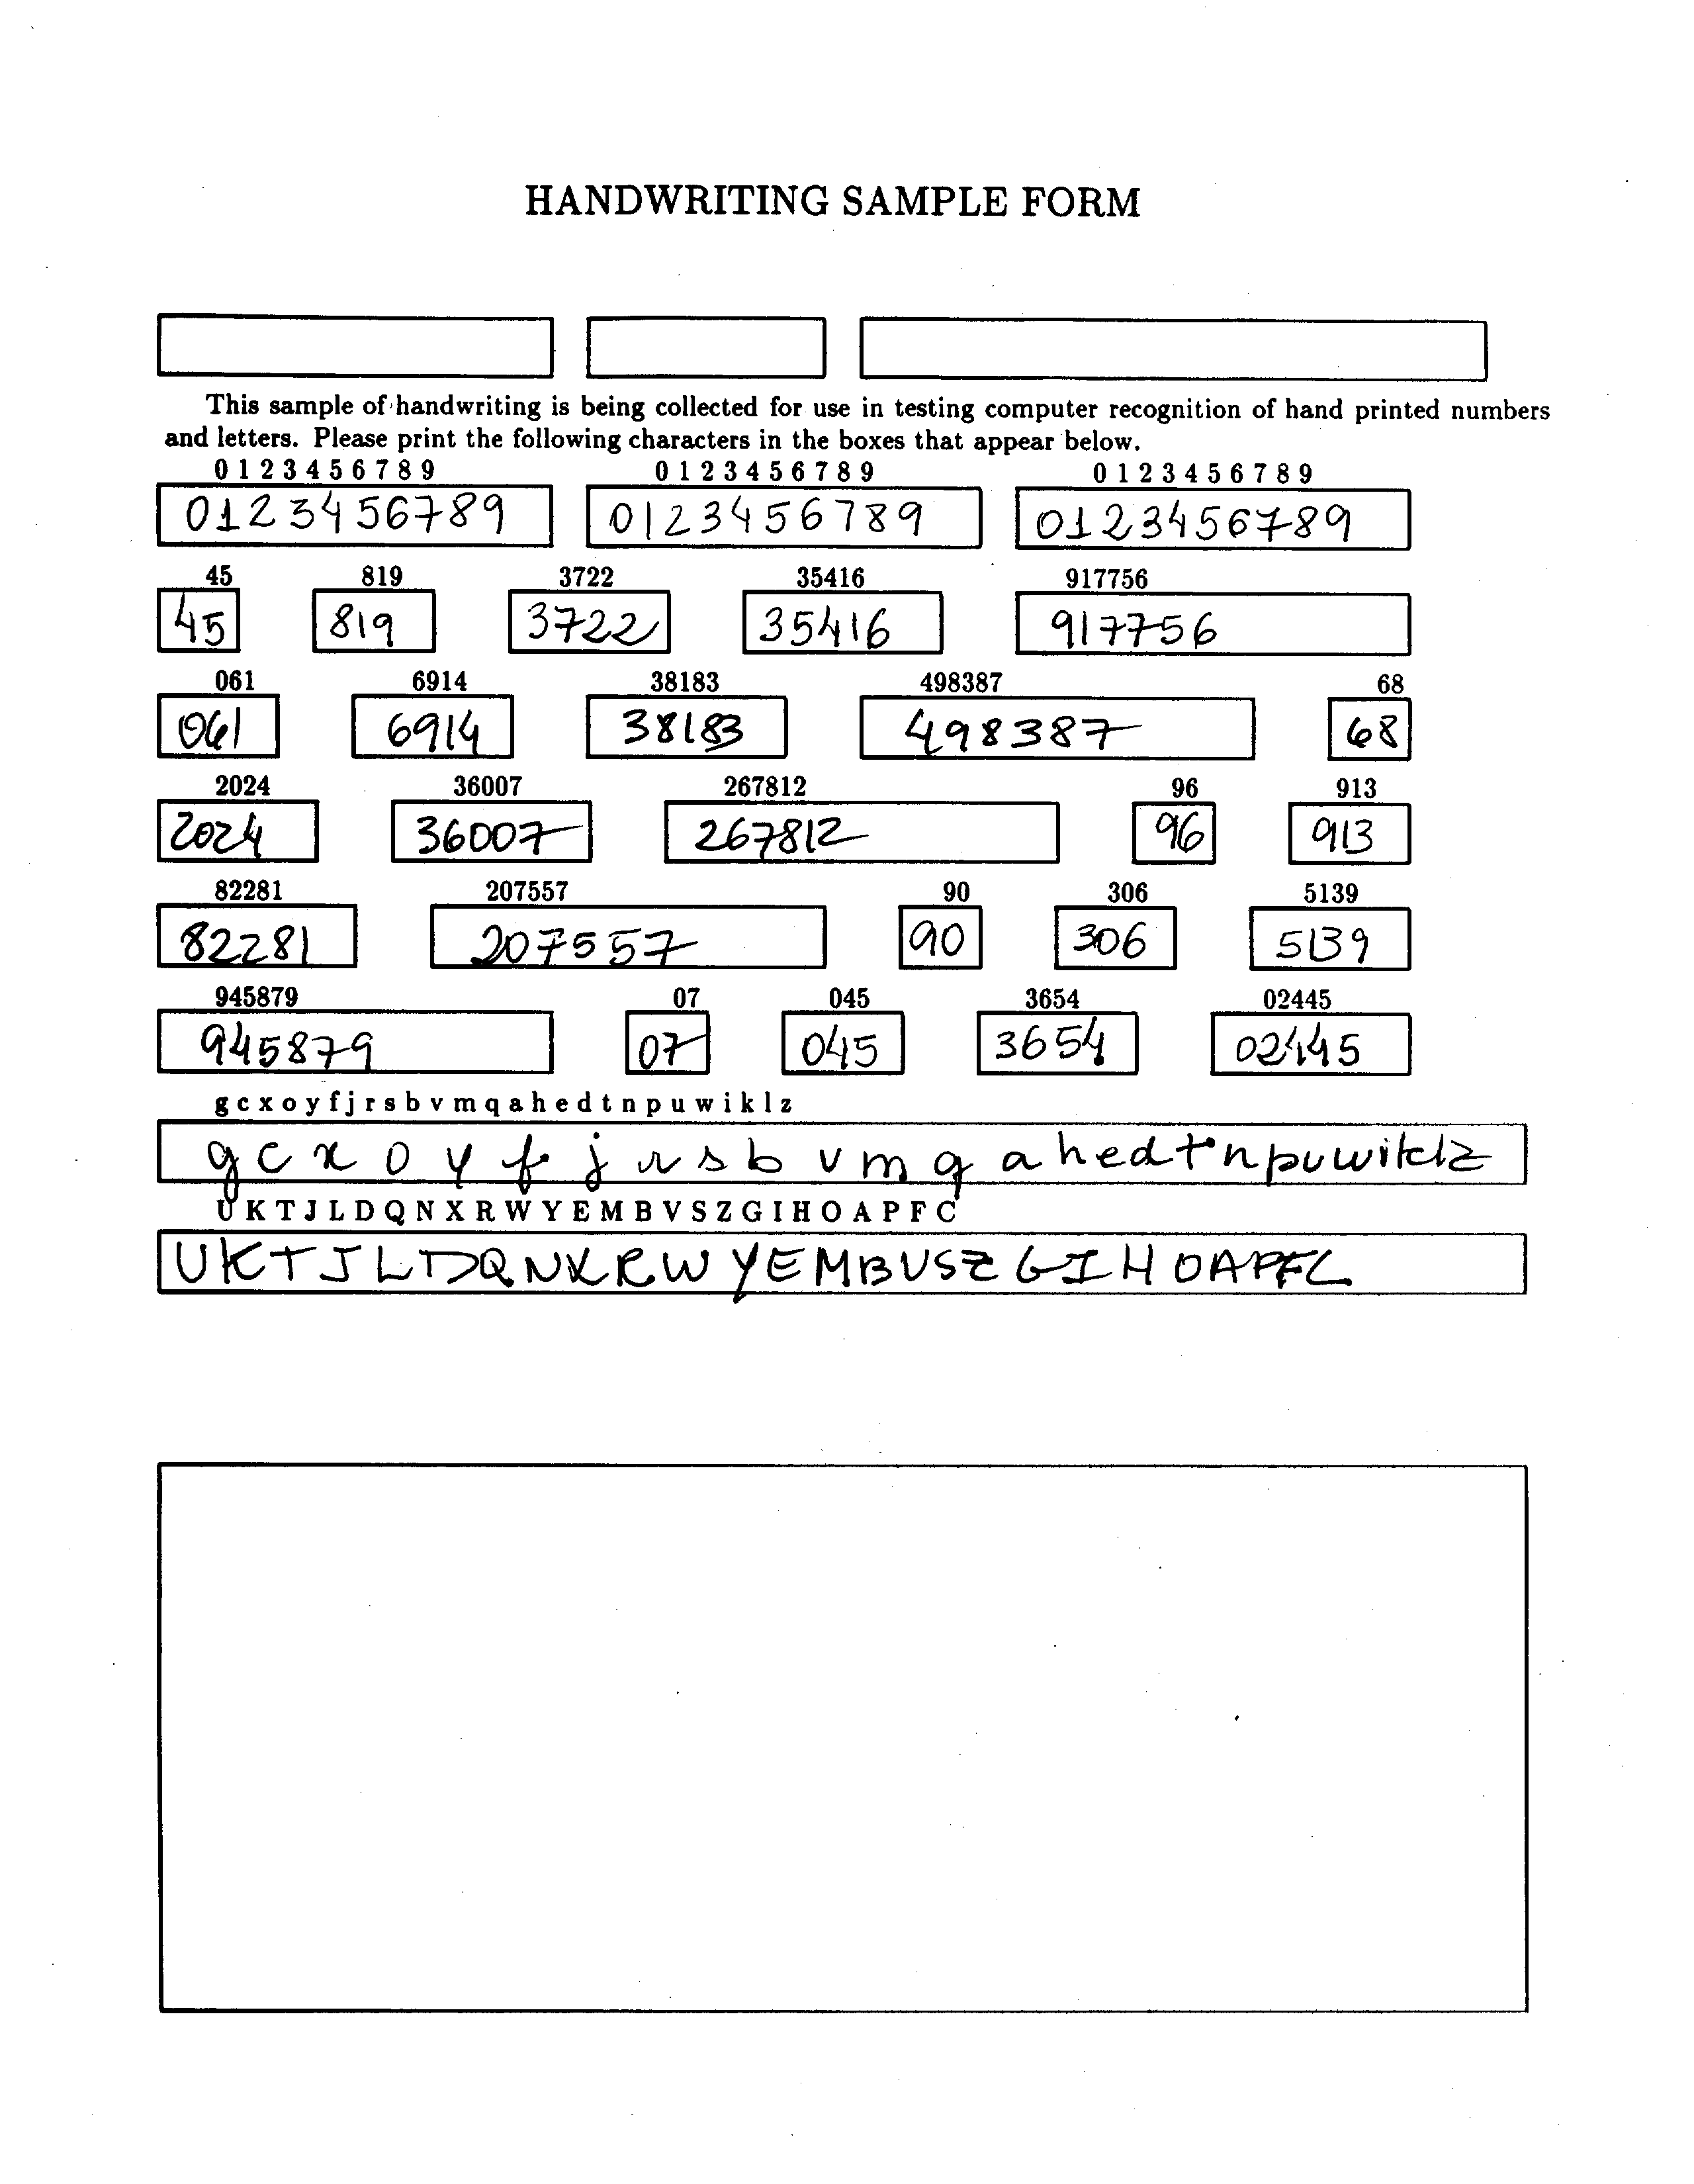 HANDWRITING SAMPLE FORM
This sample of handwriting is being collected for use in testing computer recognition of hand printed numbers
and letters. Please print the following characters in the boxes that appear below.
0 1 2 3 4 5 6 7 8 9 0 1 2 3 4 5 6 7 8 9 0 1 2 3 4 5 6 7 8 9
0123456789 0123456789 0123456789
45 819 3722 35416 917756
45 819 3722 35416 917756
061 6914 38183 498387 68
061 6914 38183 498387 68
2024 36007 267812 96 913
2024 36007 267812 96 913
82281 207557 90 306 5139
82281 207557 90 306 5139
945879 07 045 3654 02445
945879 07 045 3654 02445
g c x o y f j r s b v m q a h e d t n p u w i k l z
g c x o y f j r s b v m q a h e d t n p u w i k l z
U K T J L D Q N X R W Y E M B V S Z G I H O A P F C
U K T J L D Q N X R W Y E M B V S Z G I H O A P F C